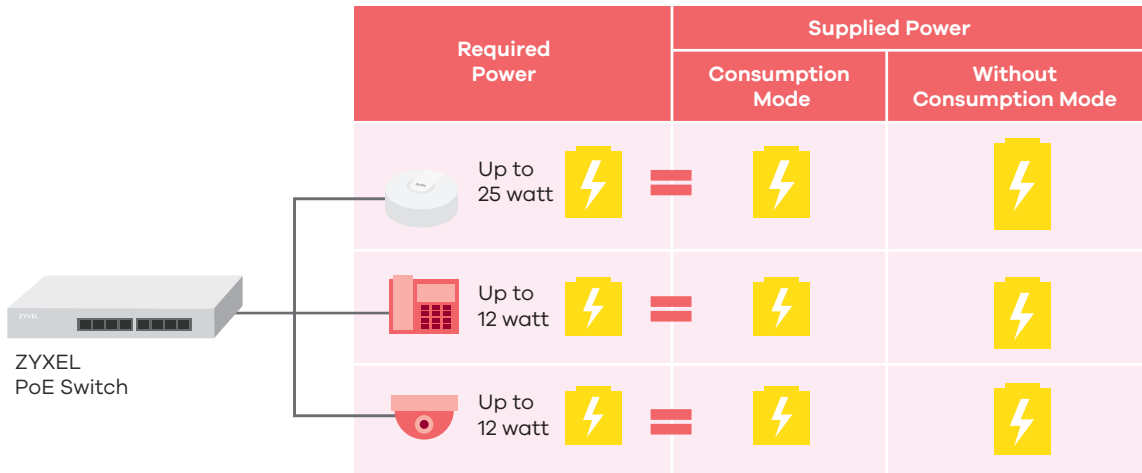 Required
Power
Supplied Power
Consumption
Mode
Without
Consumption Mode
Up to
25 watt
Up to
12 watt
Up to
12 watt
ZYXEL
ZYXEL
PoE Switch